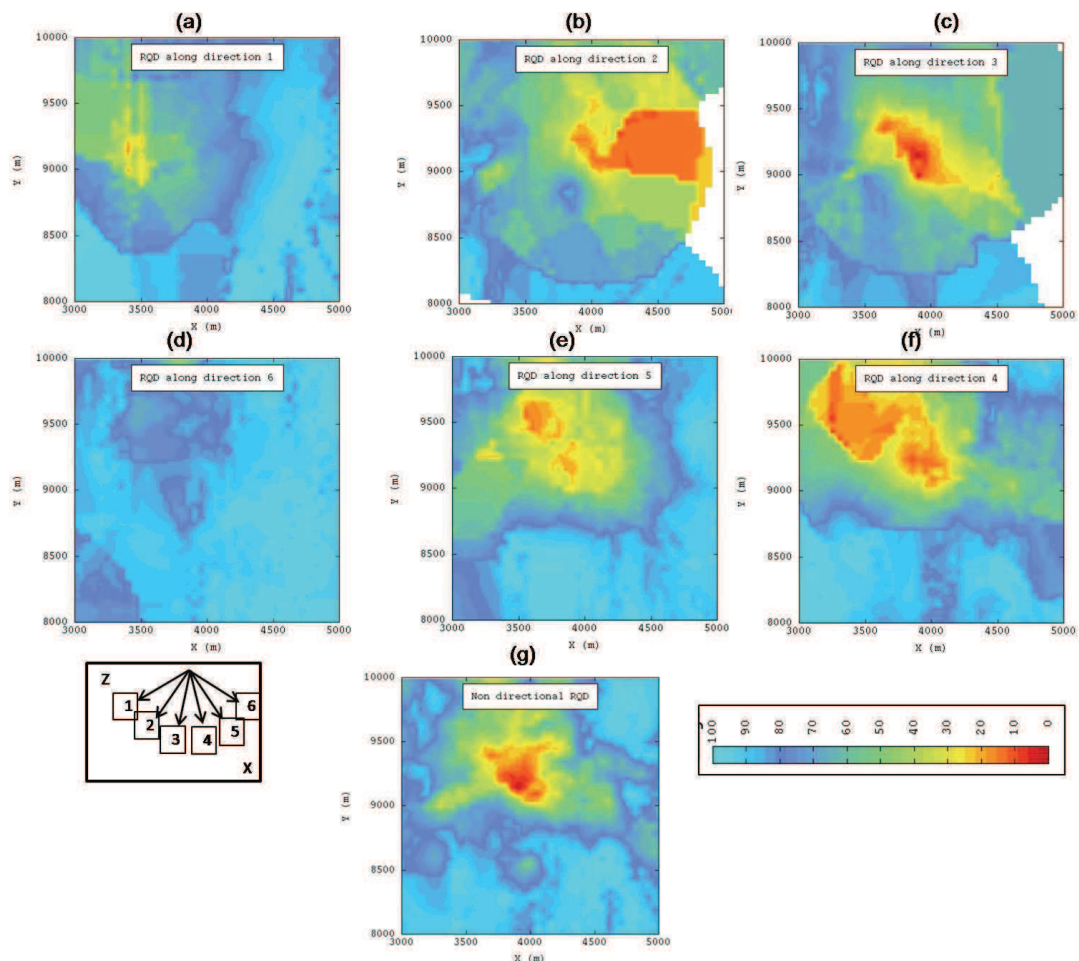 (a)
RQD along direction 1
10000
9500
9000
8500
8000
Y (m)
3000 3500 4000 4500 5000
X (m)
(b)
RQD along direction 2
10000
9500
9000
8500
8000
Y (m)
3000 3500 4000 4500 5000
X (m)
(c)
RQD along direction 3
10000
9500
9000
8500
8000
Y (m)
3000 3500 4000 4500 5000
X (m)
(d)
RQD along direction 6
10000
9500
9000
8500
8000
Y (m)
3000 3500 4000 4500 5000
X (m)
(e)
RQD along direction 5
10000
9500
9000
8500
8000
Y (m)
3000 3500 4000 4500 5000
X (m)
(f)
RQD along direction 4
10000
9500
9000
8500
8000
Y (m)
3000 3500 4000 4500 5000
X (m)
Z
1 2 3 4 5 6
X
(g)
Non directional RQD
10000
9500
9000
8500
8000
Y (m)
3000 3500 4000 4500 5000
X (m)
100 90 80 70 60 50 40 30 20 10 0